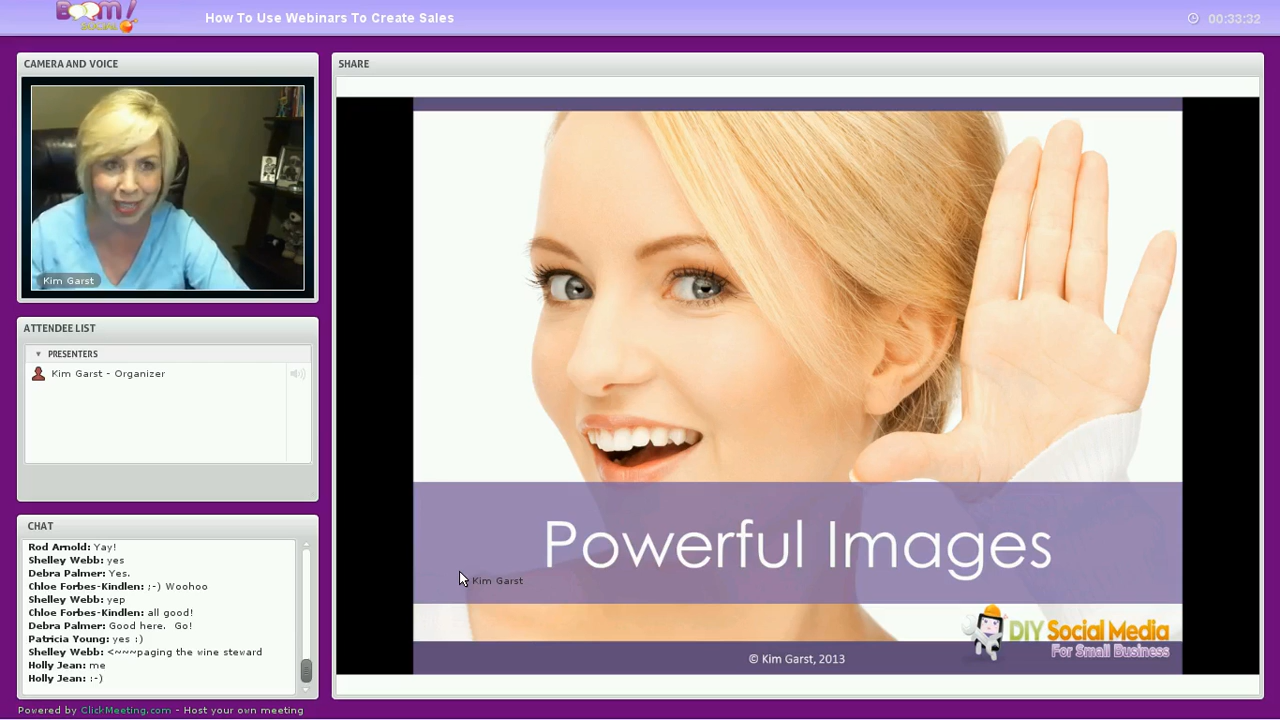 BOOM!
SOCIAL
How To Use Webinars To Create Sales
00:33:32
CAMERA AND VOICE
Kim Garst
ATTENDEE LIST
PRESENTERS
Kim Garst - Organizer
CHAT
Rod Arnold: Yay!
Shelley Webb: yes
Debra Palmer: Yes.
Chloe Forbes-Kindlen: ;-) Woohoo
Shelley Webb: yep
Chloe Forbes-Kindlen: all good!
Debra Palmer: Good here.  Go!
Patricia Young: yes :)
Shelley Webb: <~~~paging the wine steward
Holly Jean: me
Holly Jean: :-)
SHARE
Powerful Images
Kim Garst
DIY Social Media
For Small Business
© Kim Garst, 2013
Powered by ClickMeeting.com - Host your own meeting